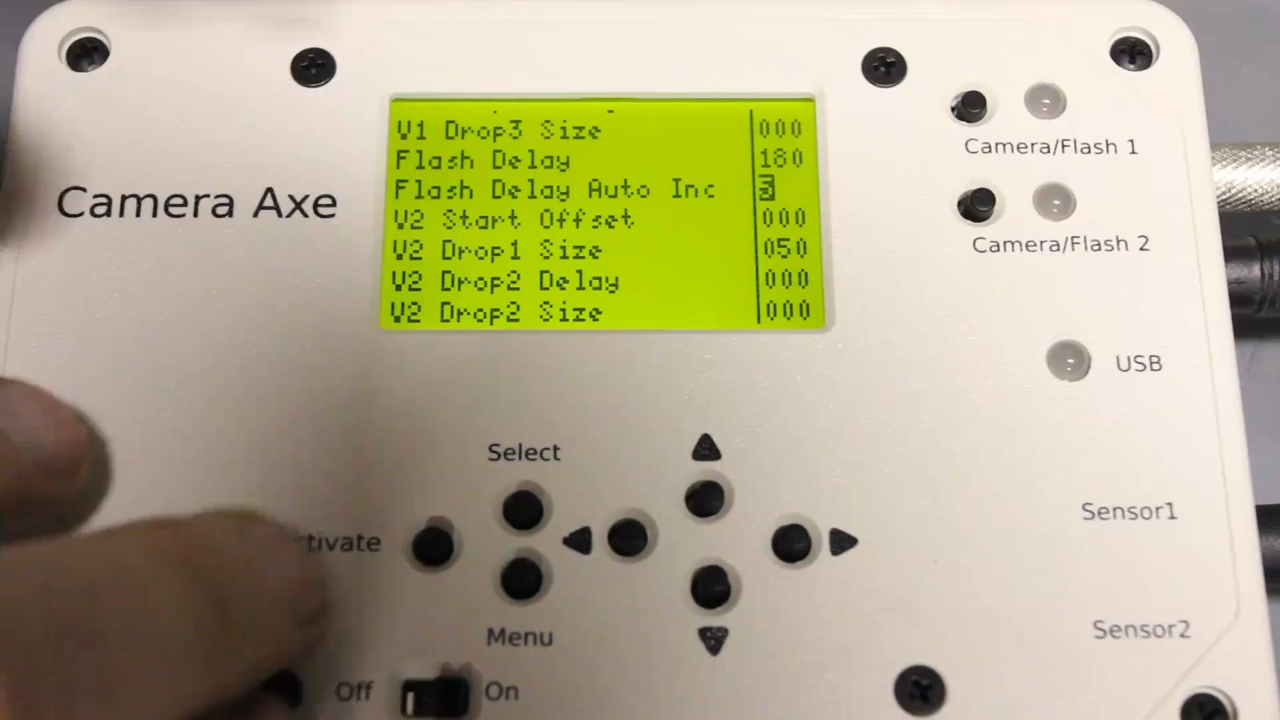 V1 Drop3 Size 000
Flash Delay 180
Flash Delay Auto Inc 3
V2 Start Offset 000
V2 Drop1 Size 050
V2 Drop2 Delay 000
V2 Drop2 Size 000
Camera Axe
Camera/Flash 1
Camera/Flash 2
USB
Select
tivate
Menu
Off On
Sensor1
Sensor2